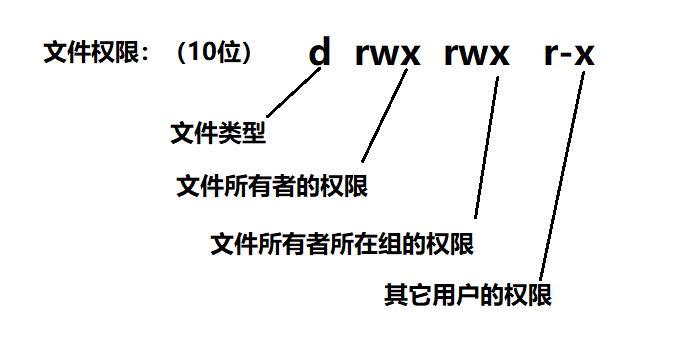 文件权限：（10位） d rwx rwx r-x
文件类型
文件所有者的权限
文件所有者所在组的权限
其它用户的权限